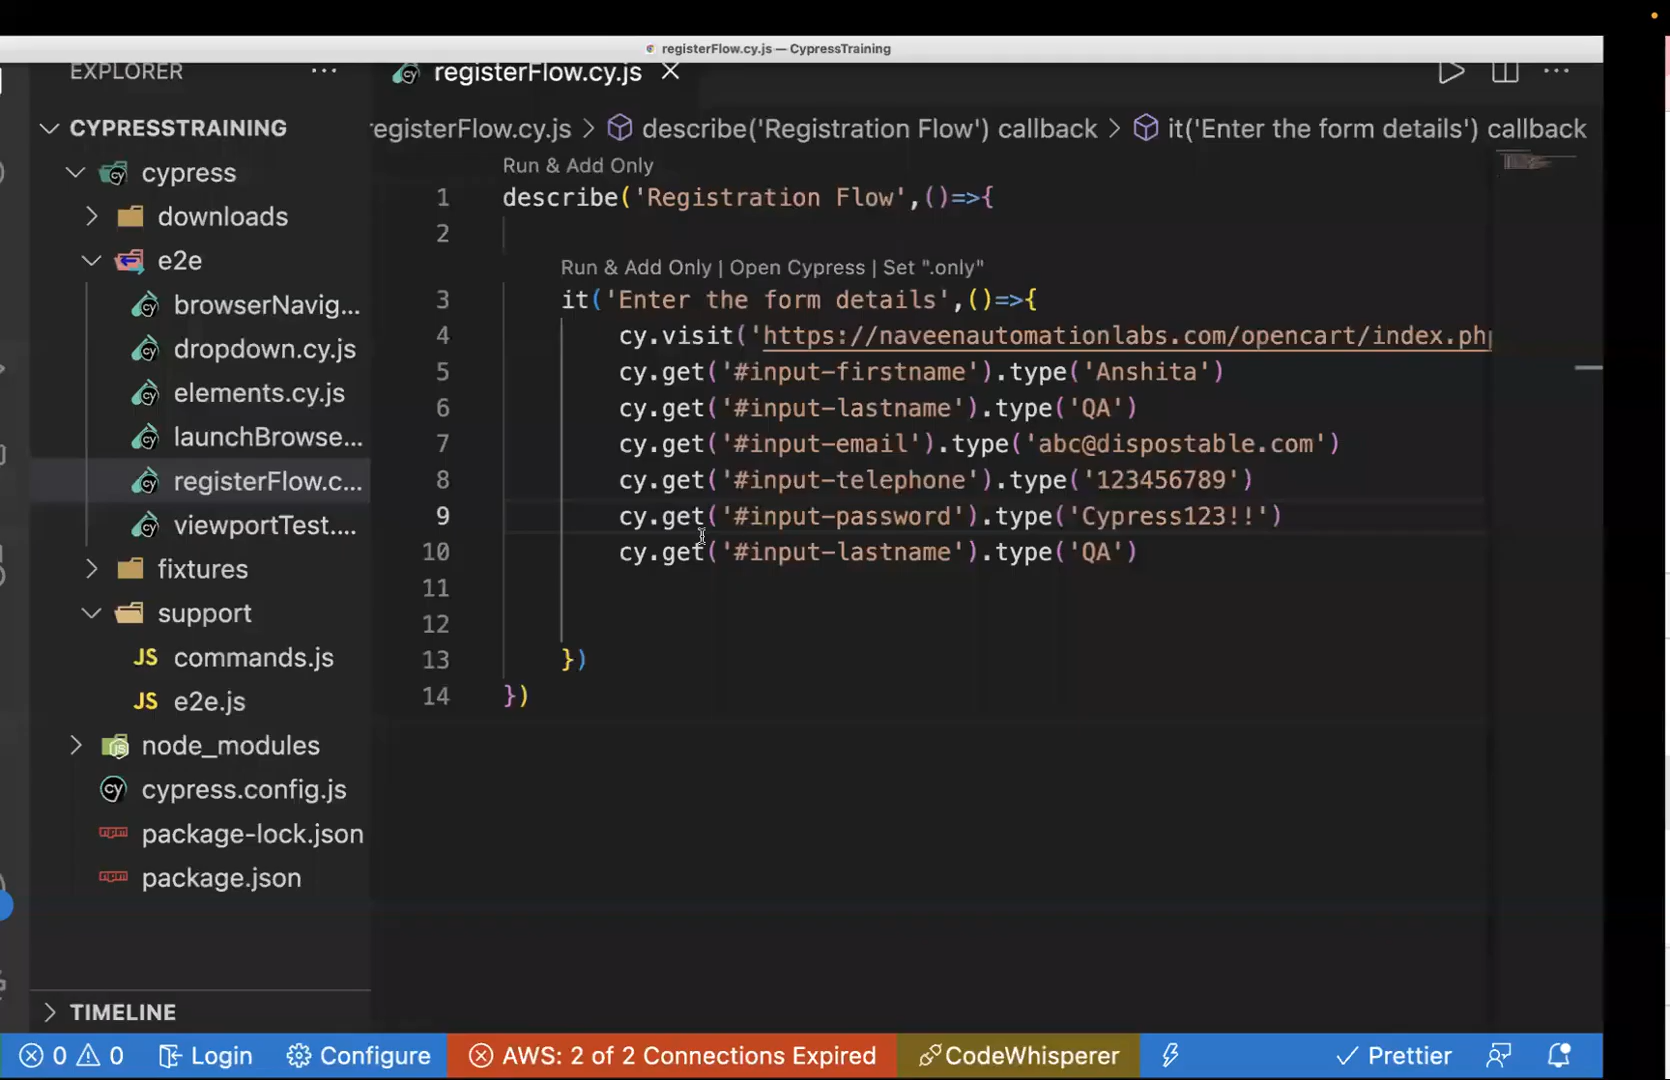 registerFlow.cy.js — CypressTraining
EXPLORER
registerFlow.cy.js
CYPRESSTRAINING
cypress
downloads
e2e
browserNavig...
dropdown.cy.js
elements.cy.js
launchBrowse...
registerFlow.c...
viewportTest....
fixtures
support
JS commands.js
JS e2e.js
node_modules
cypress.config.js
package-lock.json
package.json
TIMELINE
egisterFlow.cy.js > describe('Registration Flow') callback > it('Enter the form details') callback
Run & Add Only
1 describe('Registration Flow',()=>{
2
Run & Add Only | Open Cypress | Set ".only"
3 it('Enter the form details',()=>{
4 cy.visit('https://naveenautomationlabs.com/opencart/index.php
5 cy.get('#input-firstname').type('Anshita')
6 cy.get('#input-lastname').type('QA')
7 cy.get('#input-email').type('abc@dispostable.com')
8 cy.get('#input-telephone').type('123456789')
9 cy.get('#input-password').type('Cypress123!!')
10 cy.get('#input-lastname').type('QA')
11
12
13 })
14 })
0 0 Login Configure AWS: 2 of 2 Connections Expired CodeWhisperer Prettier